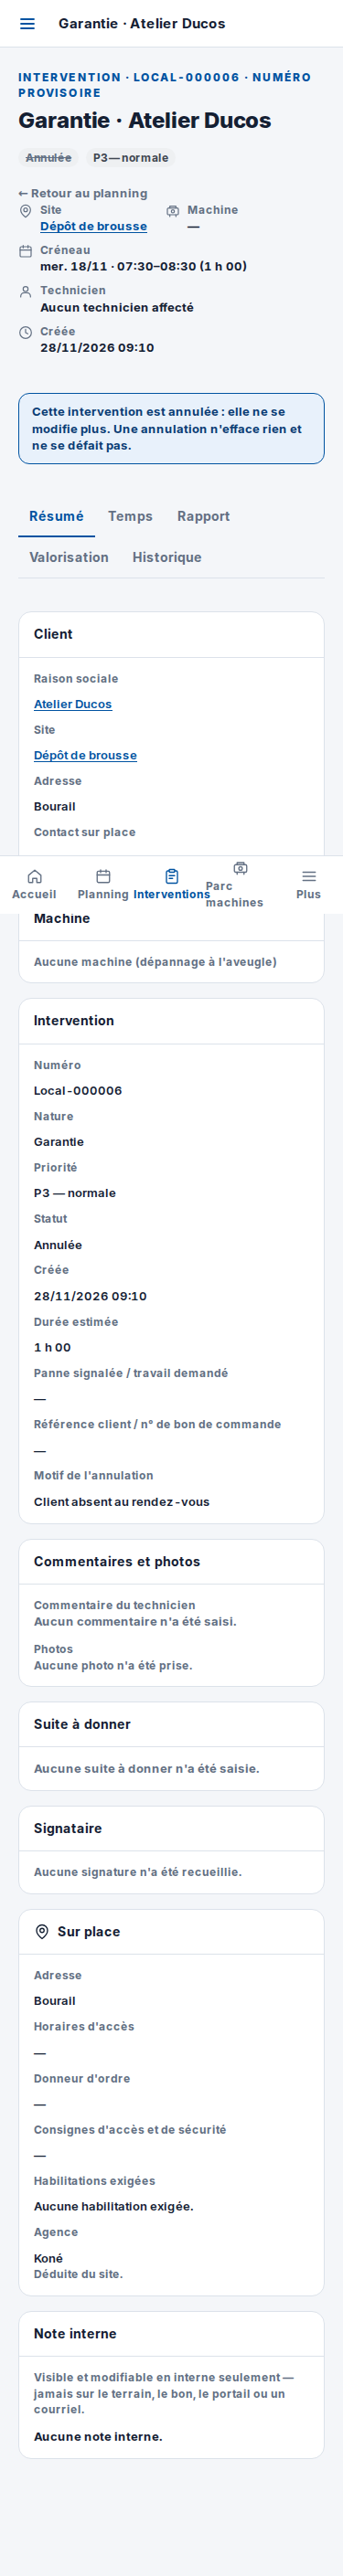 Garantie · Atelier Ducos
INTERVENTION · LOCAL-000006 · NUMÉRO
PROVISOIRE
Garantie · Atelier Ducos
Annulée
P3 — normale
← Retour au planning
Site
Dépôt de brousse
Machine
—
Créneau
mer. 18/11 · 07:30–08:30 (1 h 00)
Technicien
Aucun technicien affecté
Créée
28/11/2026 09:10
Cette intervention est annulée : elle ne se
modifie plus. Une annulation n'efface rien et
ne se défait pas.
Résumé
Temps
Rapport
Valorisation
Historique
Client
Raison sociale
Atelier Ducos
Site
Dépôt de brousse
Adresse
Bourail
Contact sur place
Accueil
Planning
Interventions
Parc
machines
Plus
Machine
Aucune machine (dépannage à l'aveugle)
Intervention
Numéro
Local-000006
Nature
Garantie
Priorité
P3 — normale
Statut
Annulée
Créée
28/11/2026 09:10
Durée estimée
1 h 00
Panne signalée / travail demandé
—
Référence client / n° de bon de commande
—
Motif de l'annulation
Client absent au rendez-vous
Commentaires et photos
Commentaire du technicien
Aucun commentaire n'a été saisi.
Photos
Aucune photo n'a été prise.
Suite à donner
Aucune suite à donner n'a été saisie.
Signataire
Aucune signature n'a été recueillie.
Sur place
Adresse
Bourail
Horaires d'accès
—
Donneur d'ordre
—
Consignes d'accès et de sécurité
—
Habilitations exigées
Aucune habilitation exigée.
Agence
Koné
Déduite du site.
Note interne
Visible et modifiable en interne seulement —
jamais sur le terrain, le bon, le portail ou un
courriel.
Aucune note interne.